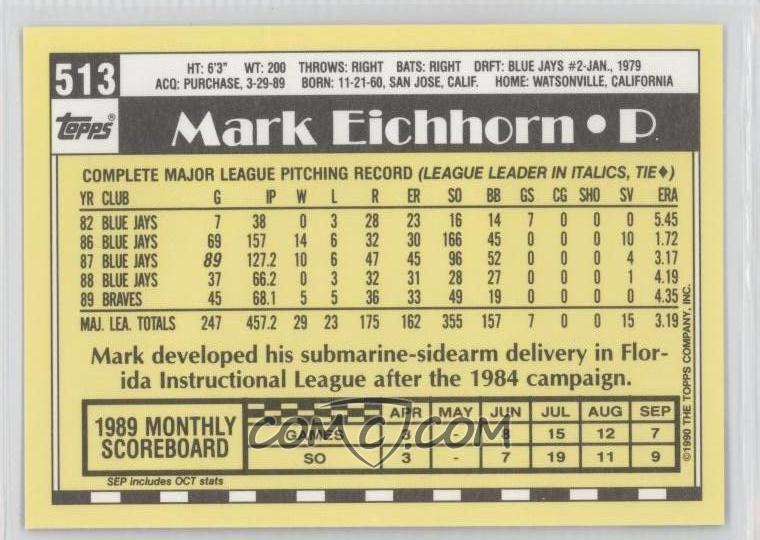 513
HT: 6'3" WT: 200 THROWS: RIGHT BATS: RIGHT DRFT: BLUE JAYS #2-JAN., 1979
ACQ: PURCHASE, 3-29-89 BORN: 11-21-60, SAN JOSE, CALIF. HOME: WATSONVILLE, CALIFORNIA
TOPPS®
Mark Eichhorn • P
COMPLETE MAJOR LEAGUE PITCHING RECORD (LEAGUE LEADER IN ITALICS, TIE♦)
YR CLUB G IP W L R ER SO BB GS CG SHO SV ERA
82 BLUE JAYS 7 38 0 3 28 23 16 14 7 0 0 0 5.45
86 BLUE JAYS 69 157 14 6 32 30 166 45 0 0 0 10 1.72
87 BLUE JAYS 89 127.2 10 6 47 45 96 52 0 0 0 4 3.17
88 BLUE JAYS 37 66.2 0 3 32 31 28 27 0 0 0 1 4.19
89 BRAVES 45 68.1 5 5 36 33 49 19 0 0 0 0 4.35
MAJ. LEA. TOTALS 247 457.2 29 23 175 162 355 157 7 0 0 15 3.19
Mark developed his submarine-sidearm delivery in Flor-
ida Instructional League after the 1984 campaign.
1989 MONTHLY
SCOREBOARD
APR MAY JUN JUL AUG SEP
GAMES 3 - 8 15 12 7
SO 3 - 7 19 11 9
SEP includes OCT stats
©1990 THE TOPPS COMPANY, INC.
COMC.COM